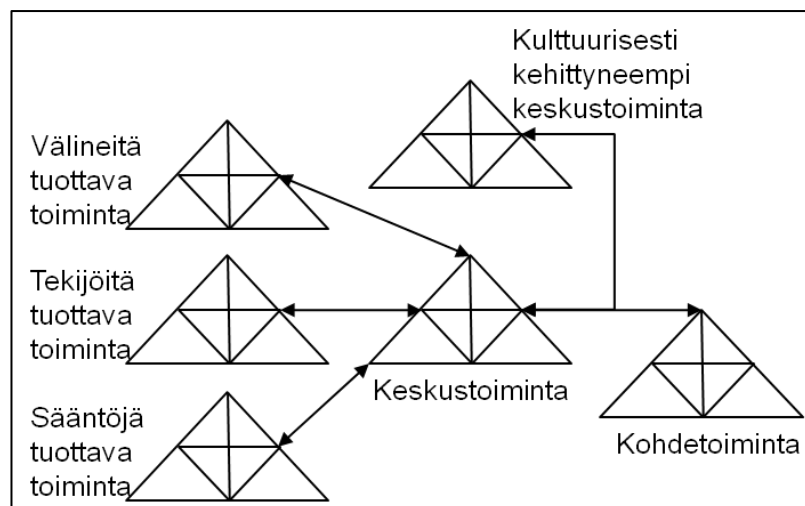 Kulttuurisesti
kehittyneempi
keskustoiminta
Välineitä
tuottava
toiminta
Tekijöitä
tuottava
toiminta
Keskustoiminta
Sääntöjä
tuottava
toiminta
Kohdetoiminta